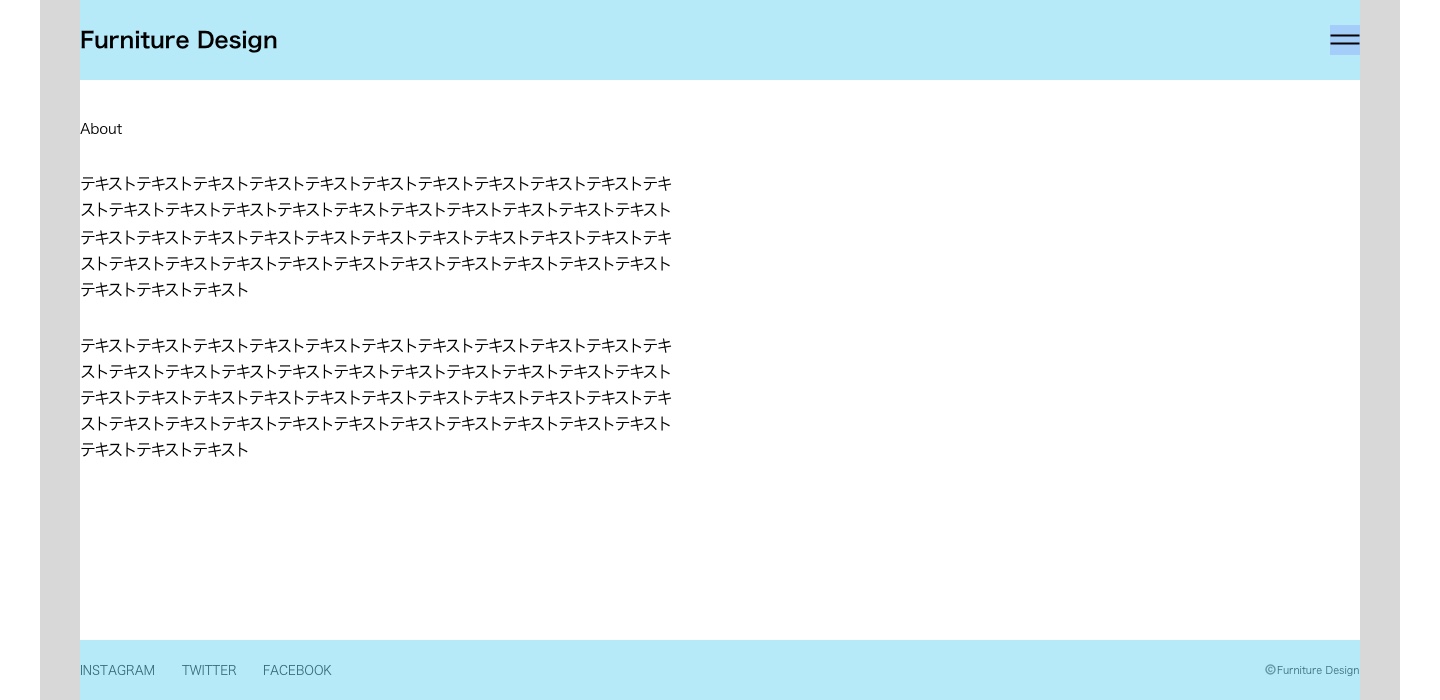 Furniture Design
About
テキストテキストテキストテキストテキストテキストテキストテキストテキストテキストテキ
ストテキストテキストテキストテキストテキストテキストテキストテキストテキストテキスト
テキストテキストテキストテキストテキストテキストテキストテキストテキストテキストテキ
ストテキストテキストテキストテキストテキストテキストテキストテキストテキストテキスト
テキストテキストテキスト
テキストテキストテキストテキストテキストテキストテキストテキストテキストテキストテキ
ストテキストテキストテキストテキストテキストテキストテキストテキストテキストテキスト
テキストテキストテキストテキストテキストテキストテキストテキストテキストテキストテキ
ストテキストテキストテキストテキストテキストテキストテキストテキストテキストテキスト
テキストテキストテキスト
INSTAGRAM TWITTER FACEBOOK ©Furniture Design